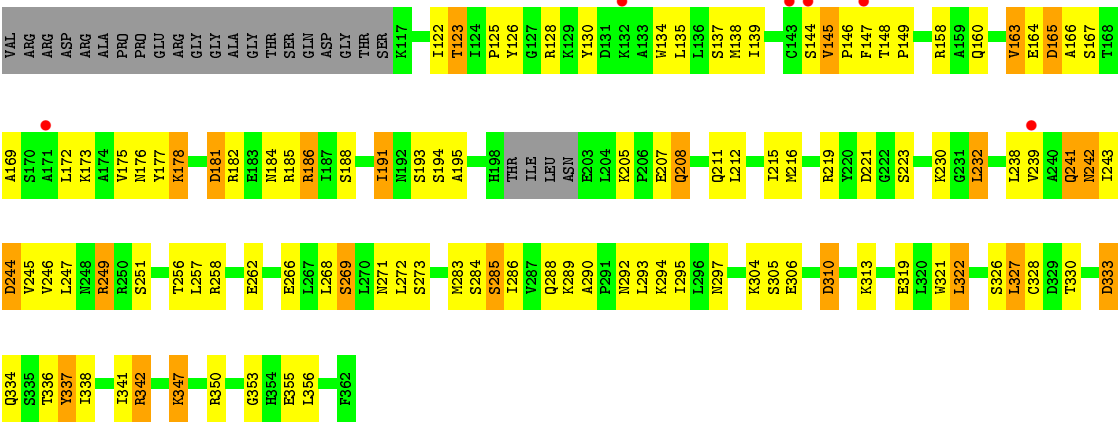 VAL ARG ARG ASP ARG ALA PRO PRO GLU ARG GLY GLY ALA GLY THR SER GLN ASP GLY THR SER K117 I122 T123 I124 P125 Y126 G127 R128 K129 Y130 D131 K132 A133 W134 L135 L136 S137 M138 I139 C143 S144 V145 P146 F147 T148 P149 R158 A159 Q160 V163 E164 D165 A166 S167 T168
A169 S170 A171 L172 K173 A174 V175 N176 Y177 K178 D181 R182 E183 N184 R185 R186 I187 S188 I191 N192 S193 S194 A195 H198 THR ILE LEU ASN E203 L204 K205 P206 E207 Q208 Q211 L212 I215 M216 R219 Y220 D221 G222 S223 K230 G231 L232 L238 V239 A240 Q241 N242 I243
D244 V245 V246 L247 N248 R249 R250 S251 T256 L257 R258 E262 E266 L267 L268 S269 L270 N271 L272 S273 M283 S284 S285 I286 V287 Q288 K289 A290 P291 N292 L293 K294 I295 L296 N297 K304 S305 E306 D310 K313 E319 L320 W321 L322 S326 L327 C328 D329 T330 D333
Q334 S335 T336 Y337 I338 I341 R342 K347 R350 G353 H354 E355 L356 F362